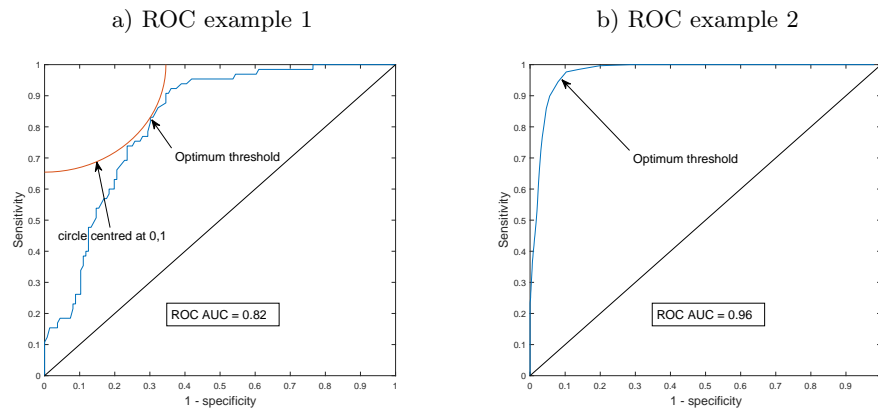 a) ROC example 1
1
0.9
0.8
0.7
0.6
0.5
0.4
0.3
0.2
0.1
0
Sensitivity
Optimum threshold
circle centred at 0,1
ROC AUC = 0.82
0 0.1 0.2 0.3 0.4 0.5 0.6 0.7 0.8 0.9 1
1 - specificity
b) ROC example 2
1
0.9
0.8
0.7
0.6
0.5
0.4
0.3
0.2
0.1
0
Sensitivity
Optimum threshold
ROC AUC = 0.96
0 0.1 0.2 0.3 0.4 0.5 0.6 0.7 0.8 0.9
1 - specificity